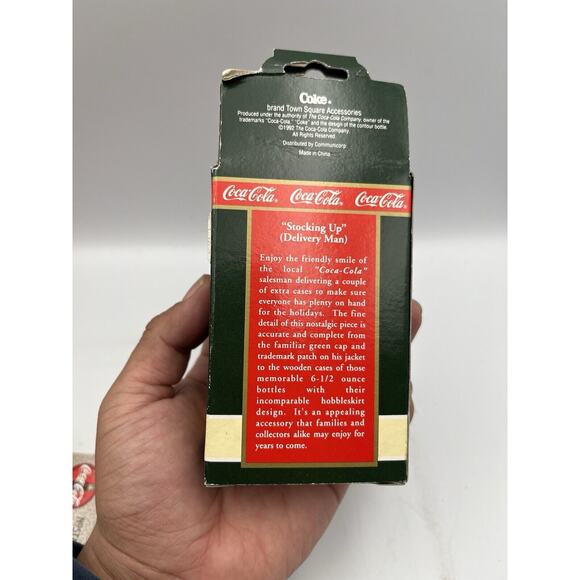 Coke®
brand Town Square Accessories
Produced under the authority of The Coca-Cola Company, owner of the
trademarks "Coca-Cola," "Coke" and the design of the contour bottle.
©1992 The Coca-Cola Company.
All Rights Reserved.
Distributed by Communicorp
Made in China
Coca-Cola® Coca-Cola® Coca-Cola®
"Stocking Up"
(Delivery Man)
Enjoy the friendly smile of
the local "Coca-Cola"
salesman delivering a couple
of extra cases to make sure
everyone has plenty on hand
for the holidays. The fine
detail of this nostalgic piece is
accurate and complete from
the familiar green cap and
trademark patch on his jacket
to the wooden cases of those
memorable 6-1/2 ounce
bottles with their
incomparable hobbleskirt
design. It's an appealing
accessory that families and
collectors alike may enjoy for
years to come.